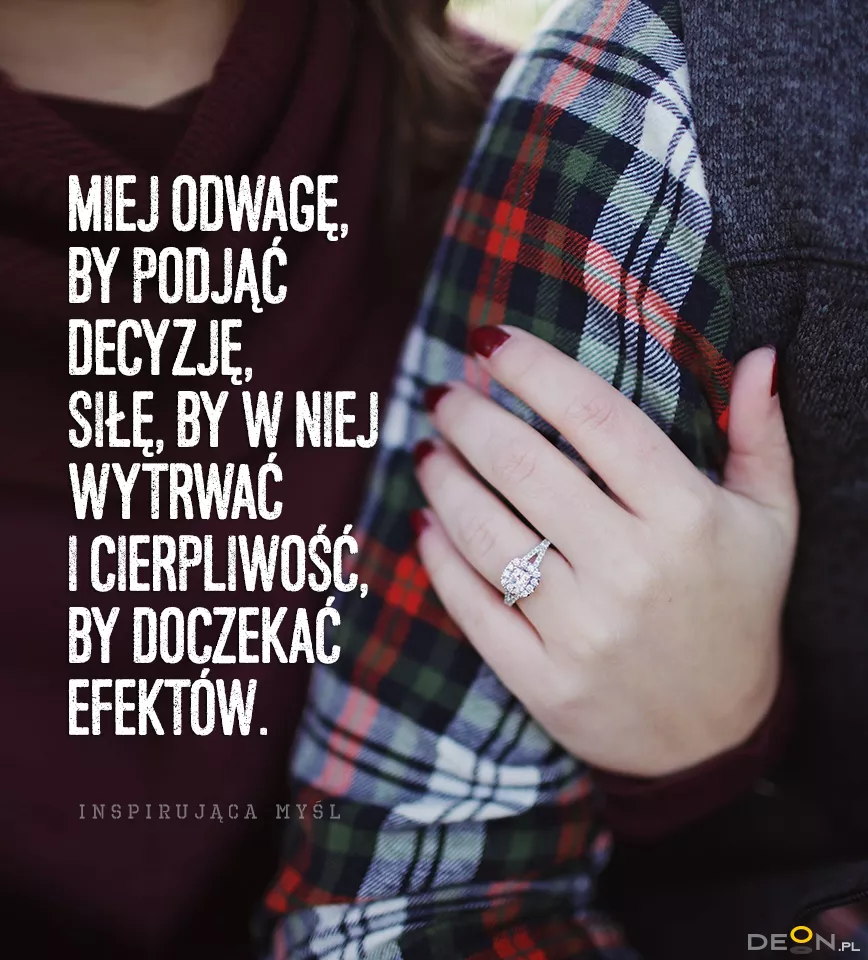 MIEJ ODWAGĘ,
BY PODJĄĆ
DECYZJĘ,
SIŁĘ, BY W NIEJ
WYTRWAĆ
I CIERPLIWOŚĆ,
BY DOCZEKAĆ
EFEKTÓW.
INSPIRUJĄCA MYŚL
DEON.PL